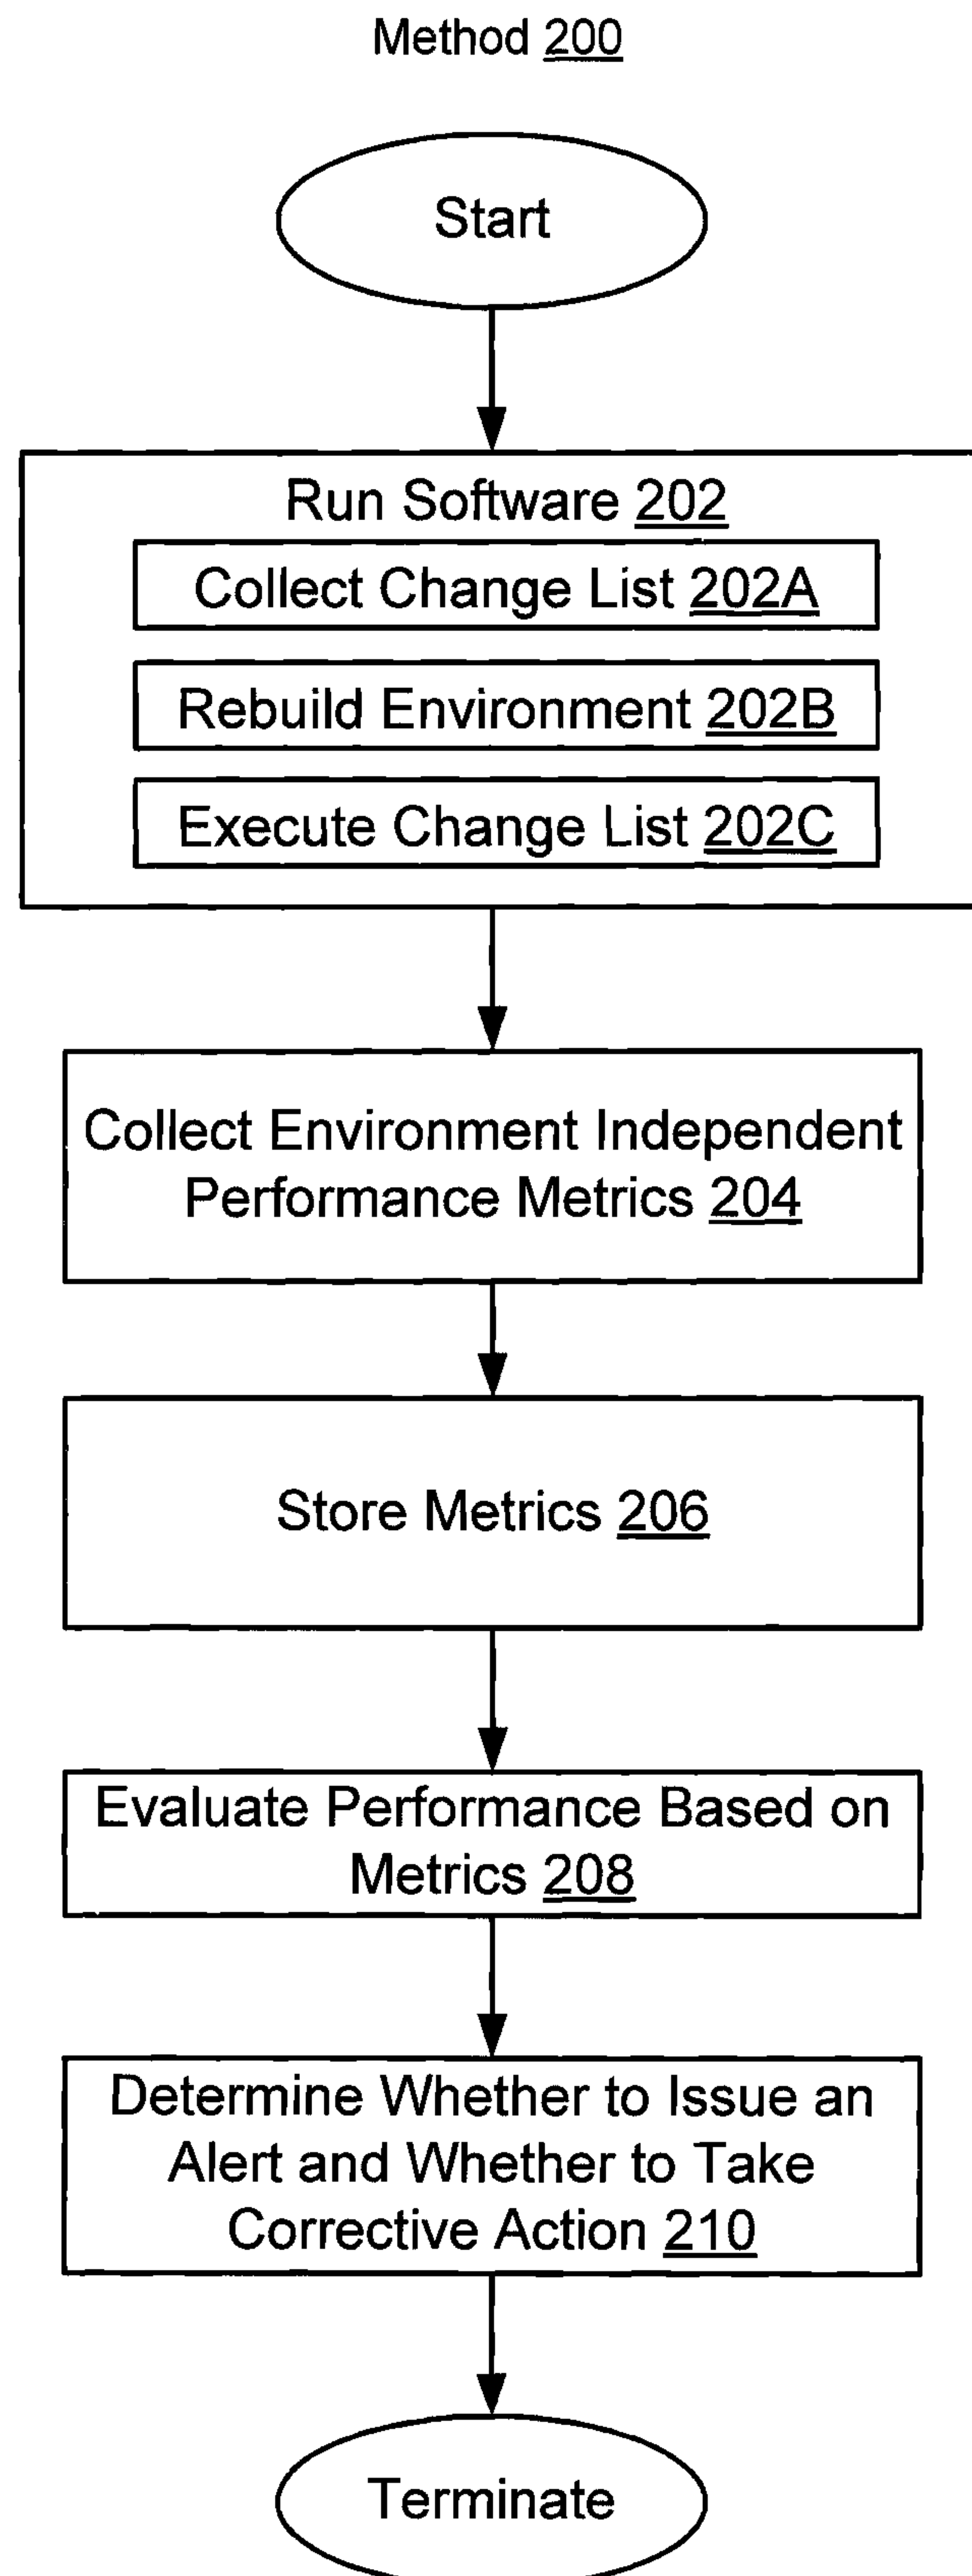 Method 200
Start
Run Software 202
Collect Change List 202A
Rebuild Environment 202B
Execute Change List 202C
Collect Environment Independent
Performance Metrics 204
Store Metrics 206
Evaluate Performance Based on
Metrics 208
Determine Whether to Issue an
Alert and Whether to Take
Corrective Action 210
Terminate